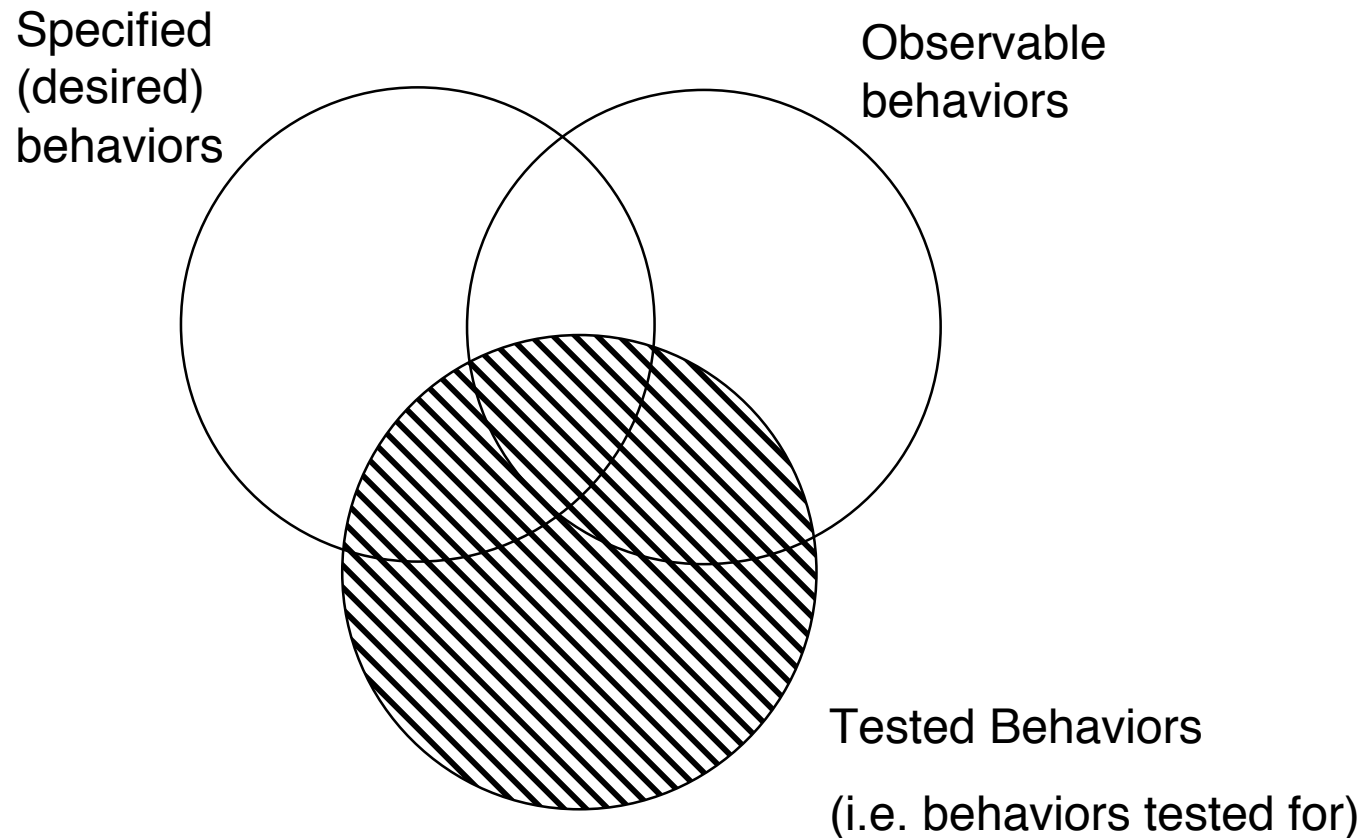 Specified
(desired)
behaviors
Observable
behaviors
Tested Behaviors
(i.e. behaviors tested for)